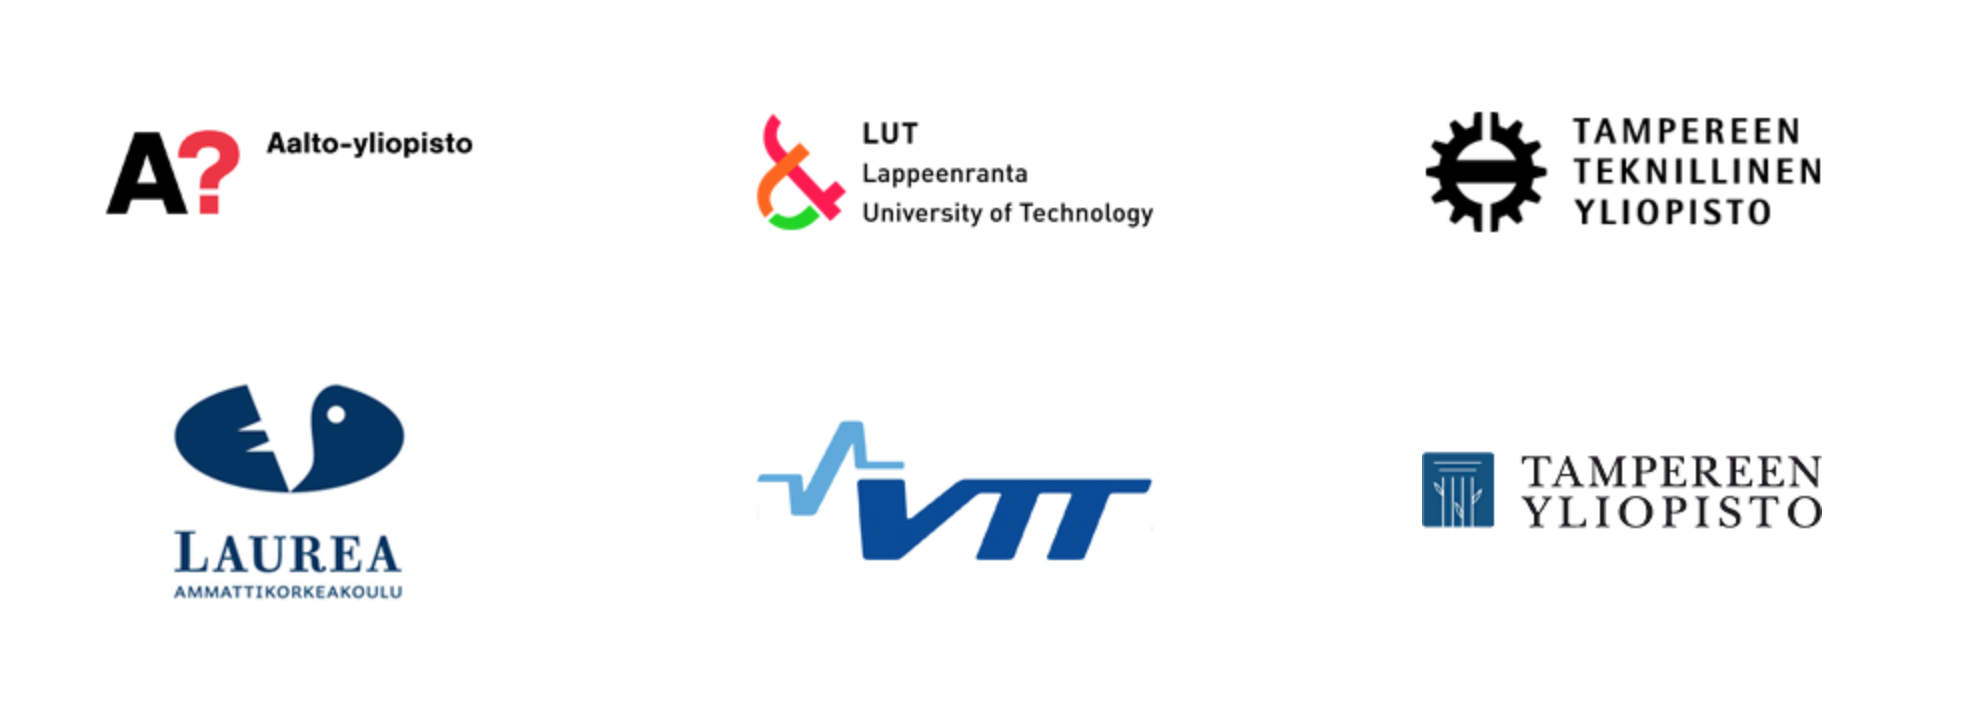 A? Aalto-yliopisto
LUT
Lappeenranta
University of Technology
TAMPEREEN
TEKNILLINEN
YLIOPISTO
LAUREA
AMMATTIKORKEAKOULU
VTT
TAMPEREEN
YLIOPISTO